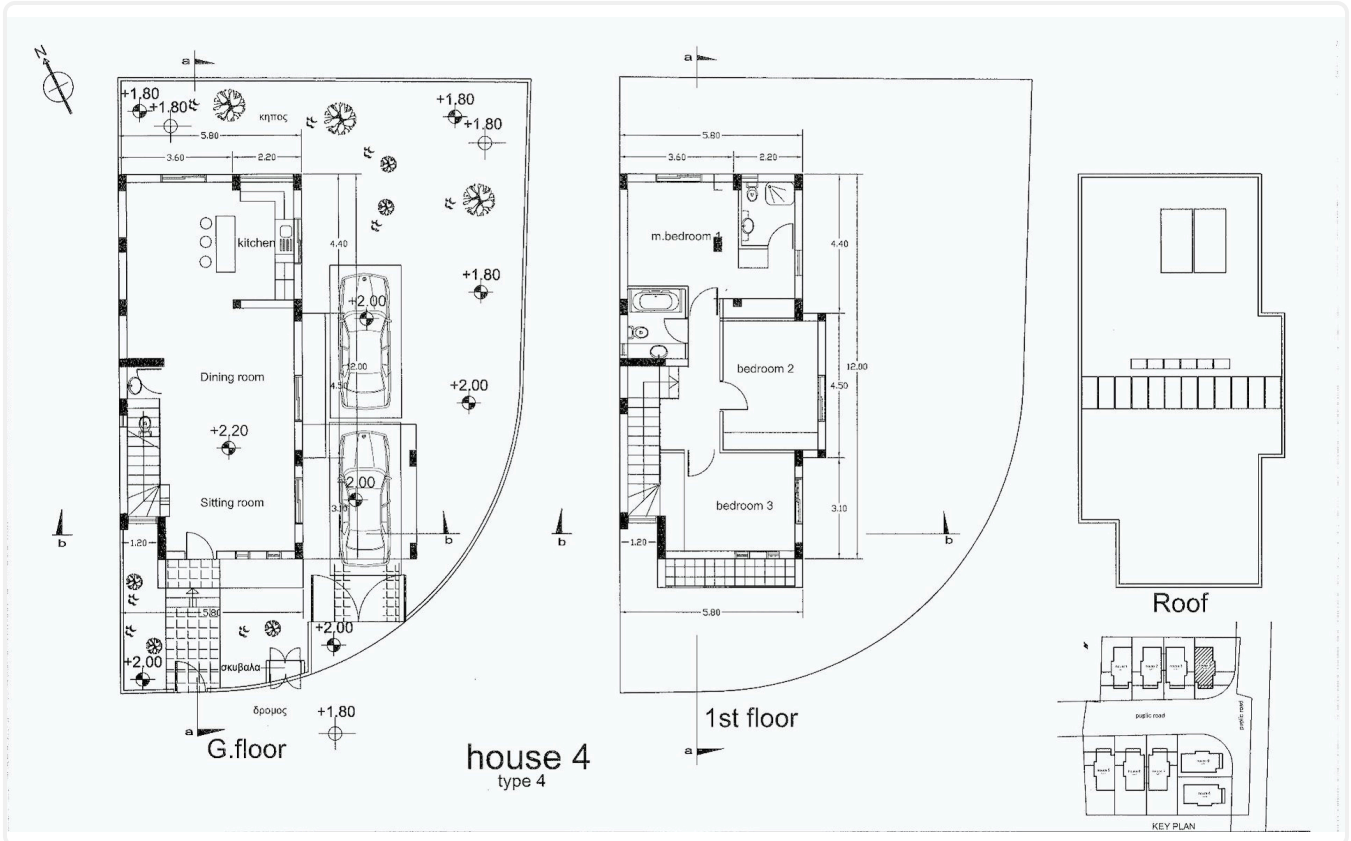 N
a
+1,80
+1.80
κηπος
+1,80
+1.80
5.80
3.60
2.20
kitchen
4.40
+1,80
+2.00
12.00
4.50
Dining room
+2,00
+2,20
2.00
Sitting room
3.10
b
b
1.20
5.80
+2,00
+2,00
σκυβαλα
δρομος
+1,80
a
G.floor
house 4
type 4
a
5.80
3.60
2.20
m.bedroom 1
4.40
bedroom 2
12.00
4.50
bedroom 3
3.10
b
b
1.20
5.80
1st floor
a
Roof
puplic road
puplic road
KEY PLAN